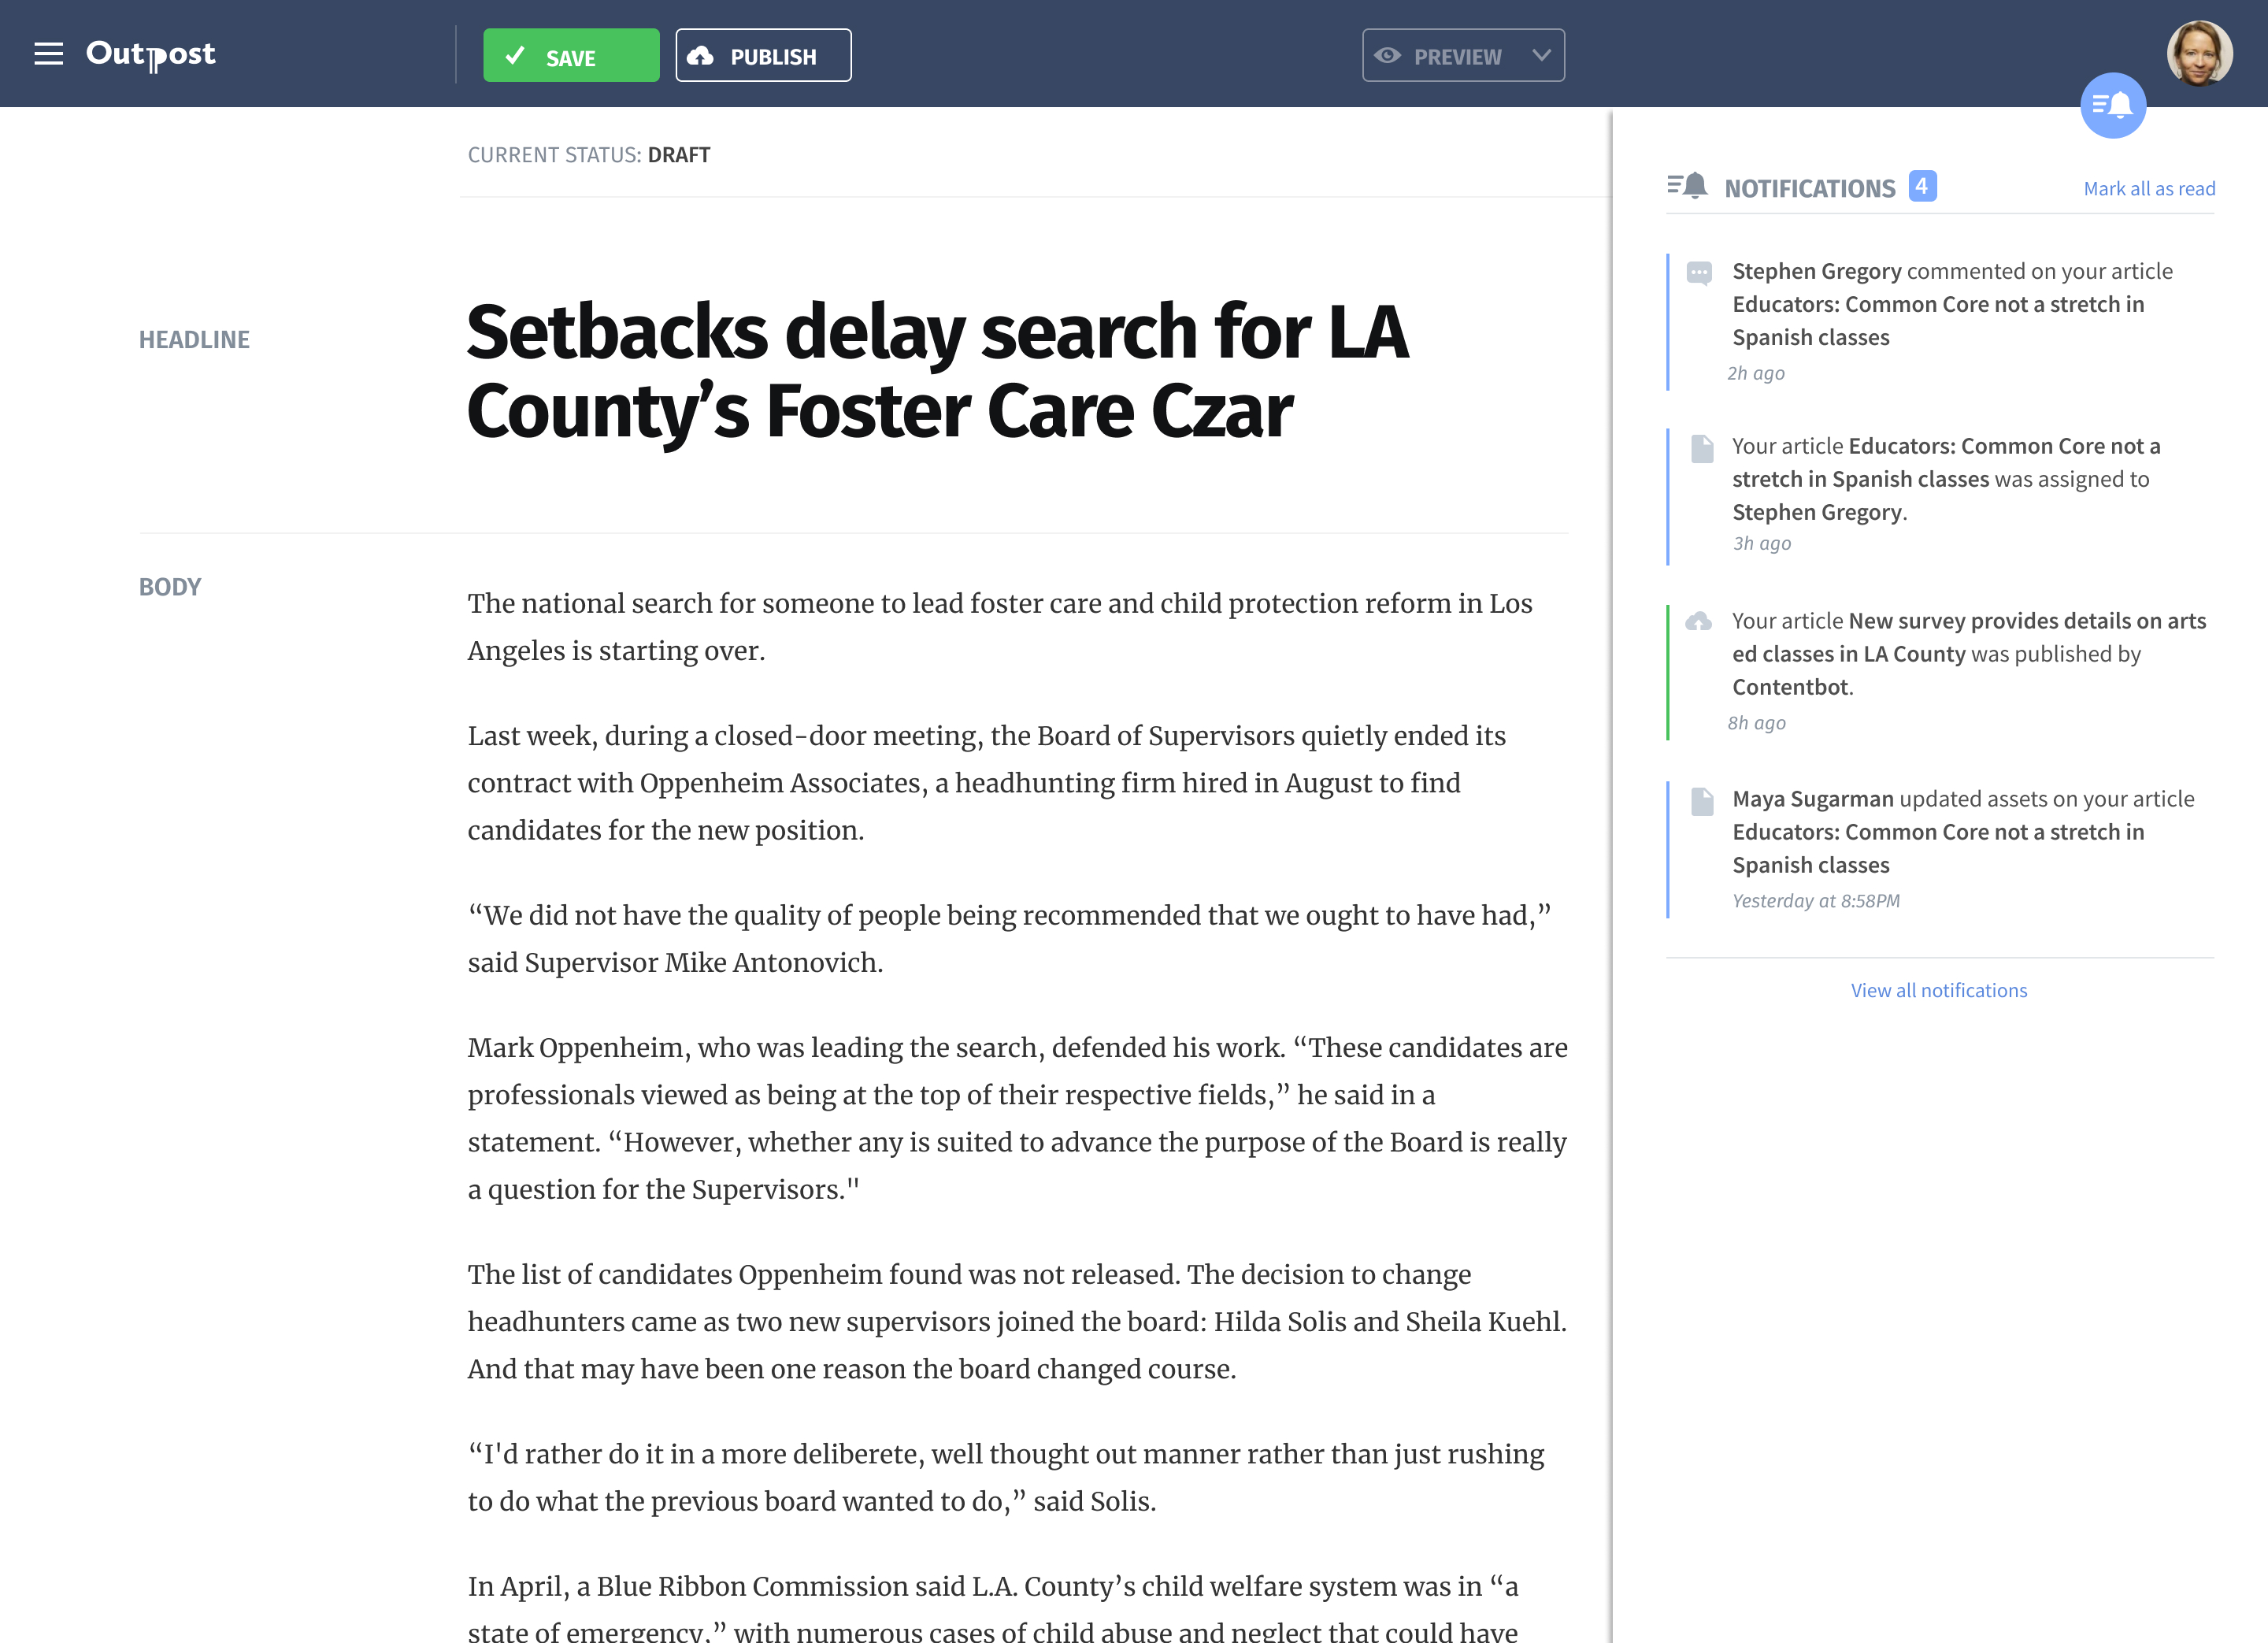 Outpost
SAVE
PUBLISH
PREVIEW
CURRENT STATUS: DRAFT
HEADLINE
Setbacks delay search for LA
County’s Foster Care Czar
BODY
The national search for someone to lead foster care and child protection reform in Los
Angeles is starting over.
Last week, during a closed-door meeting, the Board of Supervisors quietly ended its
contract with Oppenheim Associates, a headhunting firm hired in August to find
candidates for the new position.
“We did not have the quality of people being recommended that we ought to have had,”
said Supervisor Mike Antonovich.
Mark Oppenheim, who was leading the search, defended his work. “These candidates are
professionals viewed as being at the top of their respective fields,” he said in a
statement. “However, whether any is suited to advance the purpose of the Board is really
a question for the Supervisors."
The list of candidates Oppenheim found was not released. The decision to change
headhunters came as two new supervisors joined the board: Hilda Solis and Sheila Kuehl.
And that may have been one reason the board changed course.
“I'd rather do it in a more deliberete, well thought out manner rather than just rushing
to do what the previous board wanted to do,” said Solis.
In April, a Blue Ribbon Commission said L.A. County’s child welfare system was in “a
state of emergency,” with numerous cases of child abuse and neglect that could have
NOTIFICATIONS 4
Mark all as read
Stephen Gregory commented on your article
Educators: Common Core not a stretch in
Spanish classes
2h ago
Your article Educators: Common Core not a
stretch in Spanish classes was assigned to
Stephen Gregory.
3h ago
Your article New survey provides details on arts
ed classes in LA County was published by
Contentbot.
8h ago
Maya Sugarman updated assets on your article
Educators: Common Core not a stretch in
Spanish classes
Yesterday at 8:58PM
View all notifications